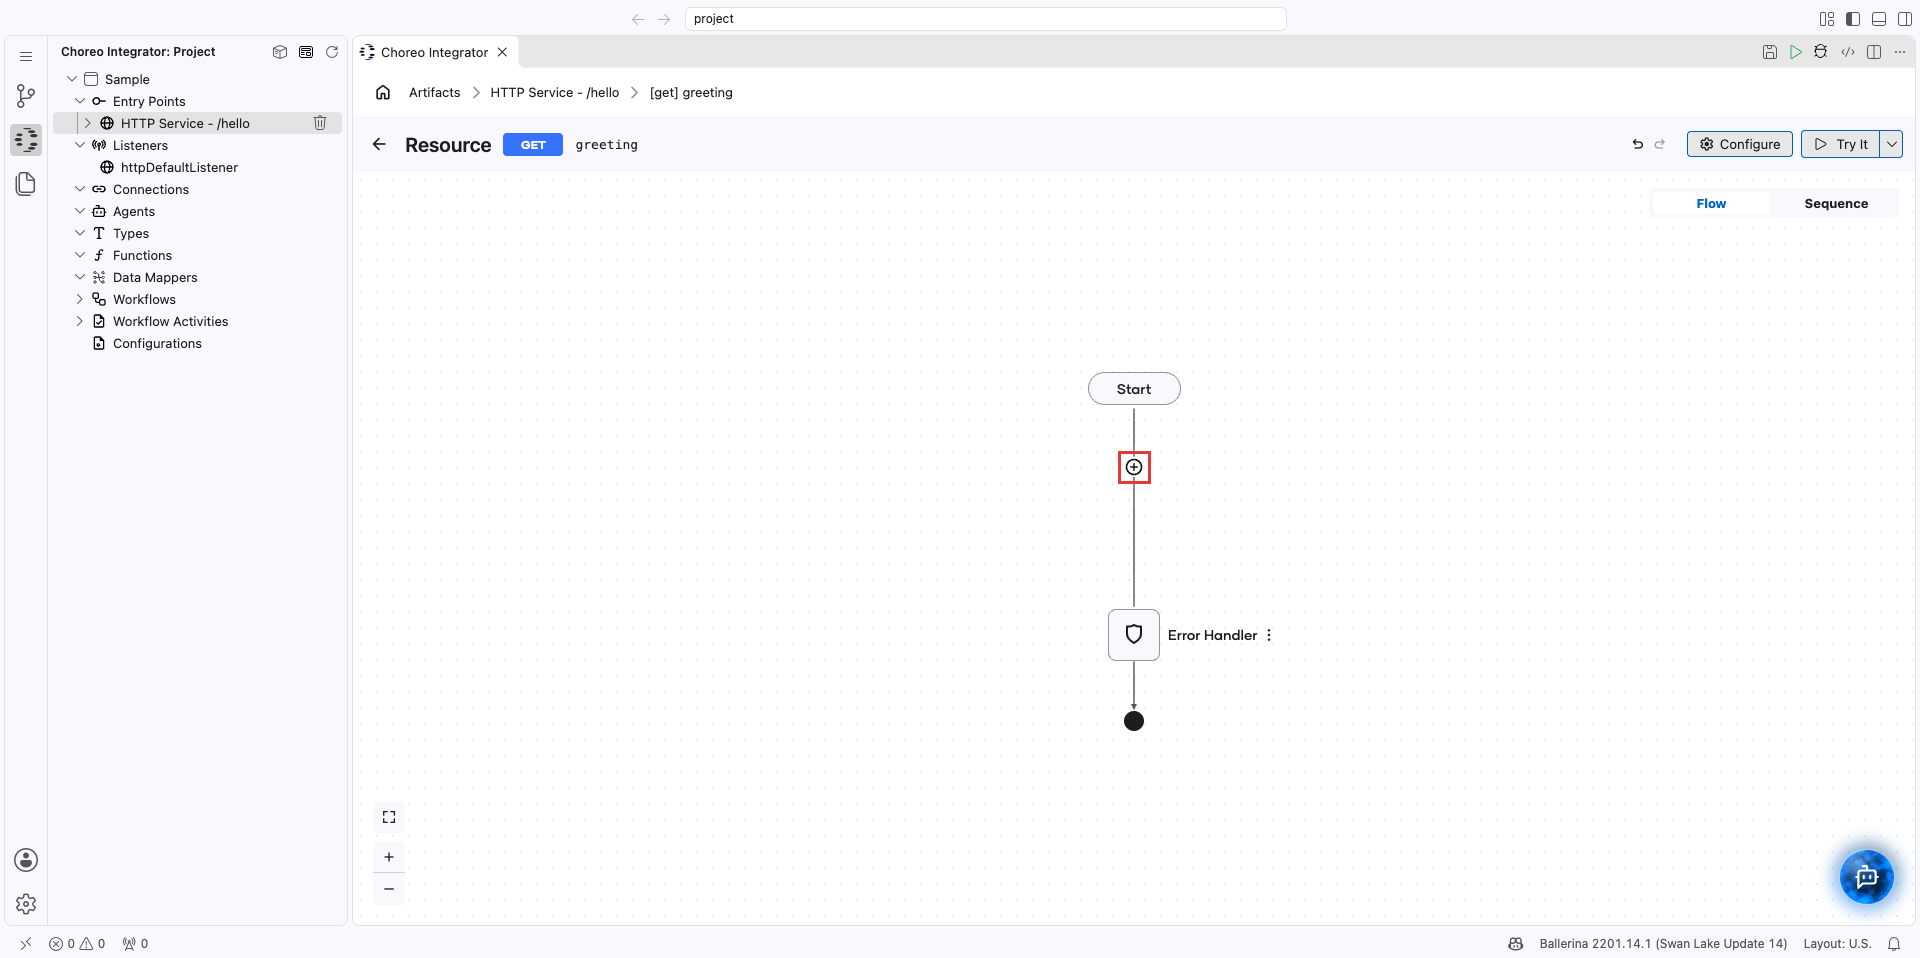 project
Choreo Integrator: Project
Sample
Entry Points
HTTP Service - /hello
Listeners
httpDefaultListener
Connections
Agents
Types
Functions
Data Mappers
Workflows
Workflow Activities
Configurations
Choreo Integrator
Artifacts
HTTP Service - /hello
[get] greeting
Resource
GET
greeting
Configure
Try It
Flow
Sequence
Start
Error Handler
0
0
0
Ballerina 2201.14.1 (Swan Lake Update 14)
Layout: U.S.